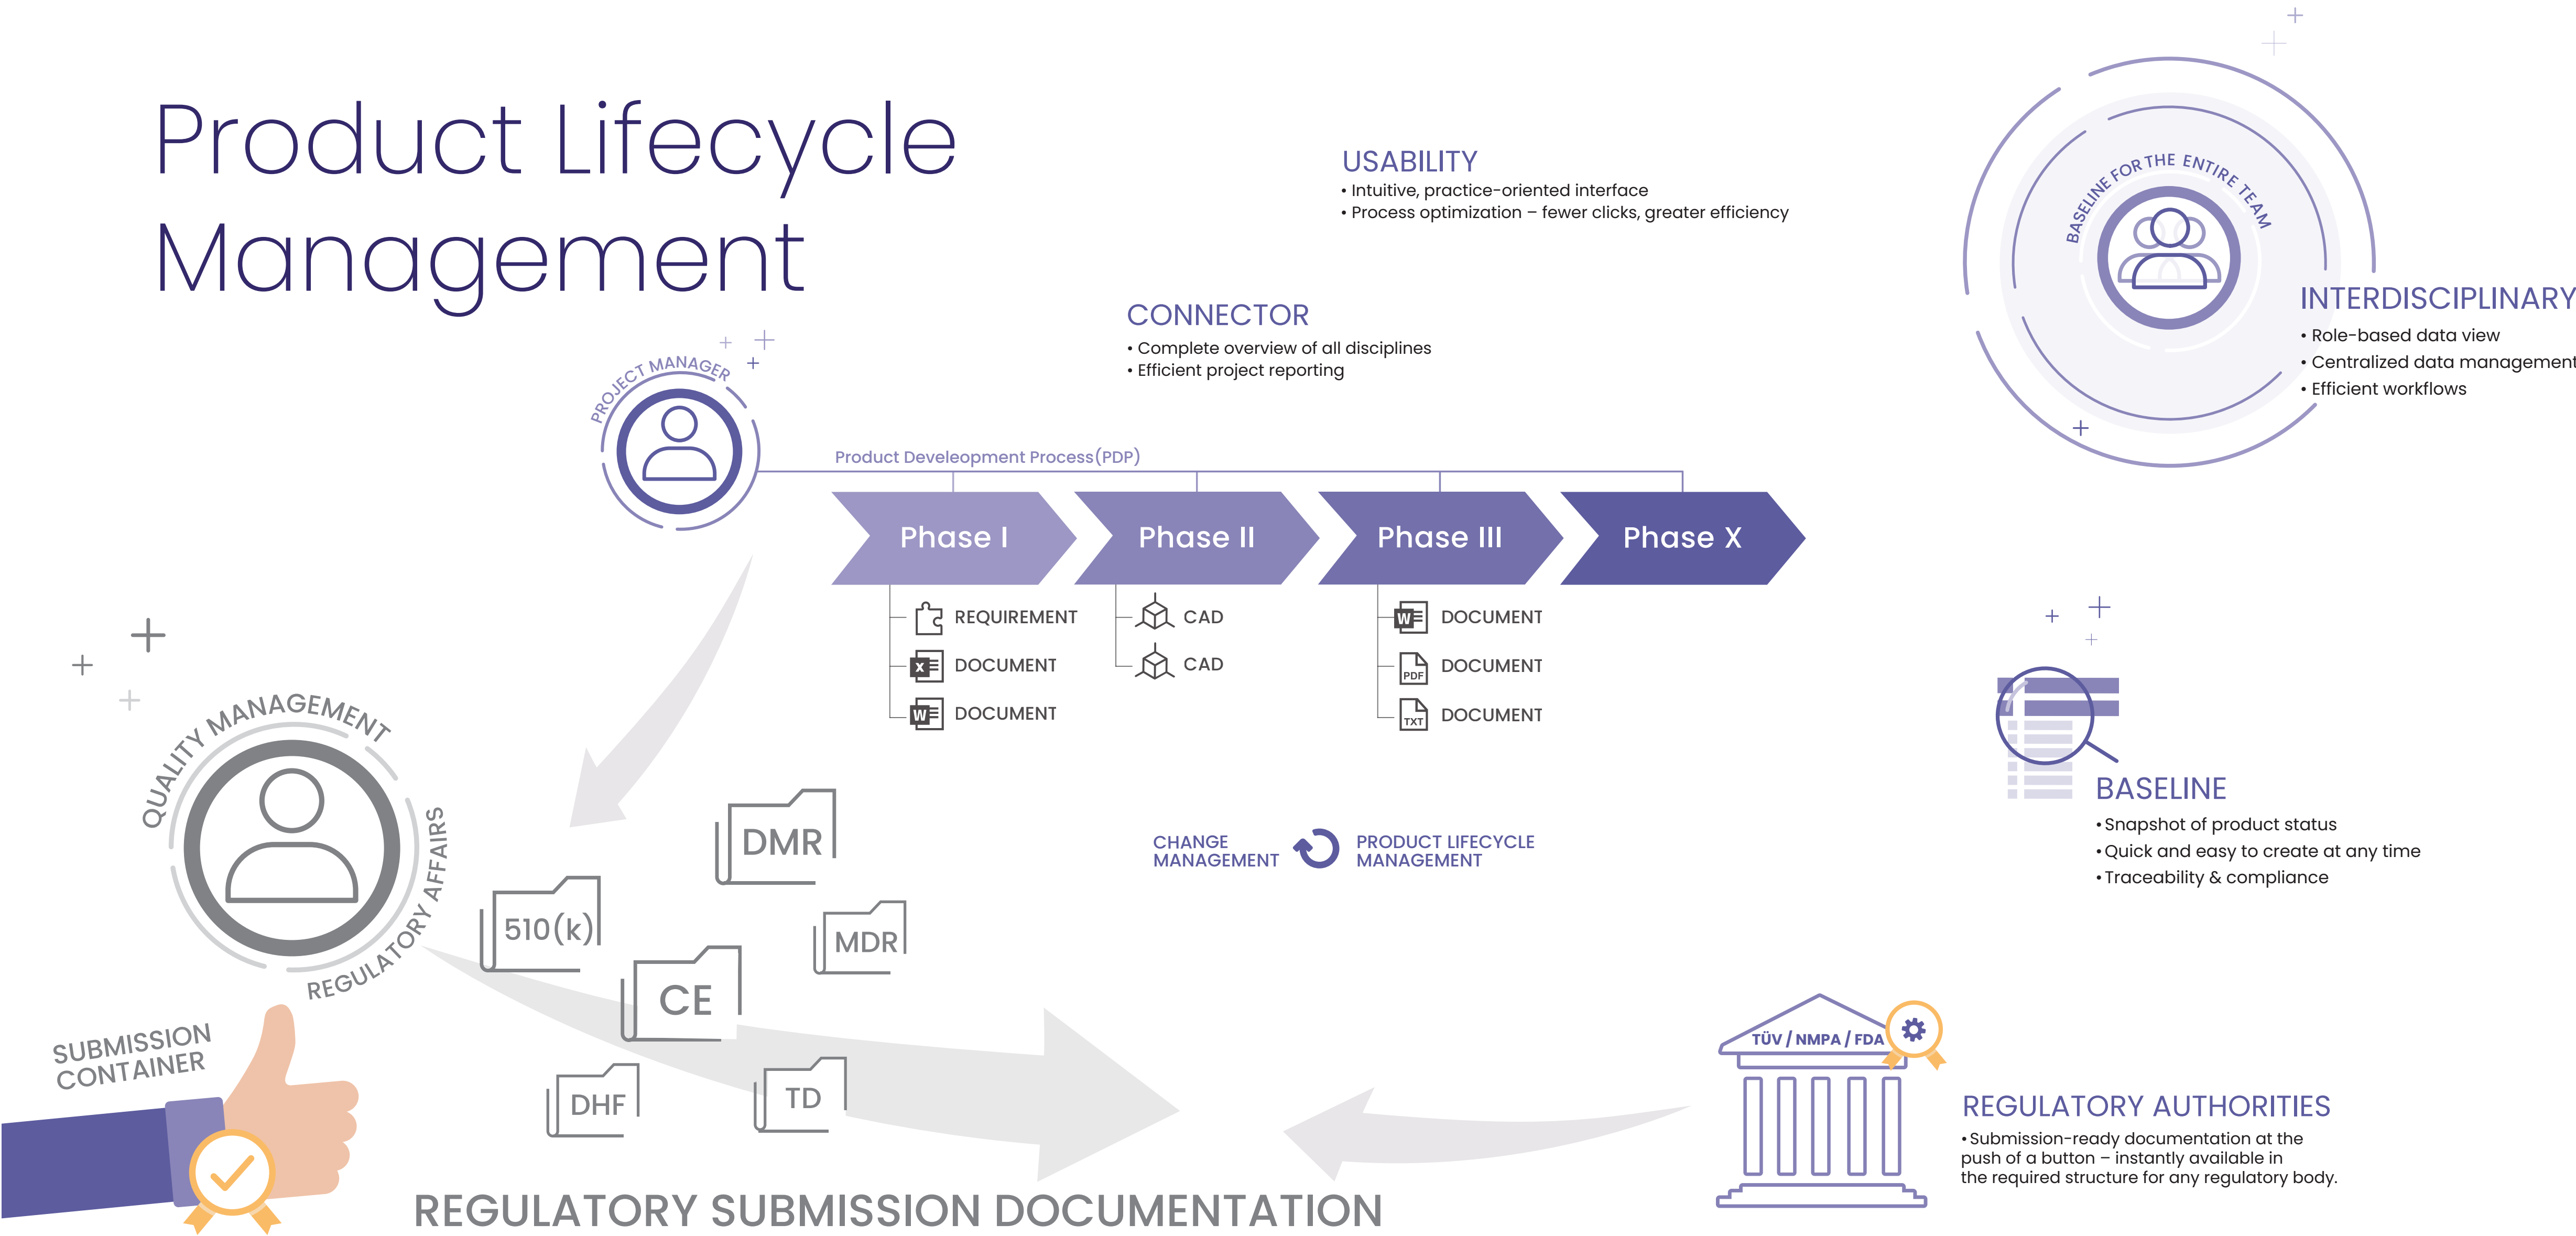 Product Lifecycle
Management
USABILITY
• Intuitive, practice-oriented interface
• Process optimization – fewer clicks, greater efficiency
BASELINE FOR THE ENTIRE TEAM
INTERDISCIPLINARY
• Role-based data view
• Centralized data management
• Efficient workflows
CONNECTOR
• Complete overview of all disciplines
• Efficient project reporting
PROJECT MANAGER
Product Develeopment Process(PDP)
Phase I
Phase II
Phase III
Phase X
REQUIREMENT
X DOCUMENT
W DOCUMENT
CAD
CAD
W DOCUMENT
PDF DOCUMENT
TXT DOCUMENT
QUALITY MANAGEMENT
REGULATORY AFFAIRS
DMR
510(k)
MDR
CE
DHF
TD
CHANGE
MANAGEMENT
PRODUCT LIFECYCLE
MANAGEMENT
BASELINE
• Snapshot of product status
• Quick and easy to create at any time
• Traceability & compliance
SUBMISSION
CONTAINER
TÜV / NMPA / FDA
REGULATORY AUTHORITIES
• Submission-ready documentation at the
push of a button – instantly available in
the required structure for any regulatory body.
REGULATORY SUBMISSION DOCUMENTATION